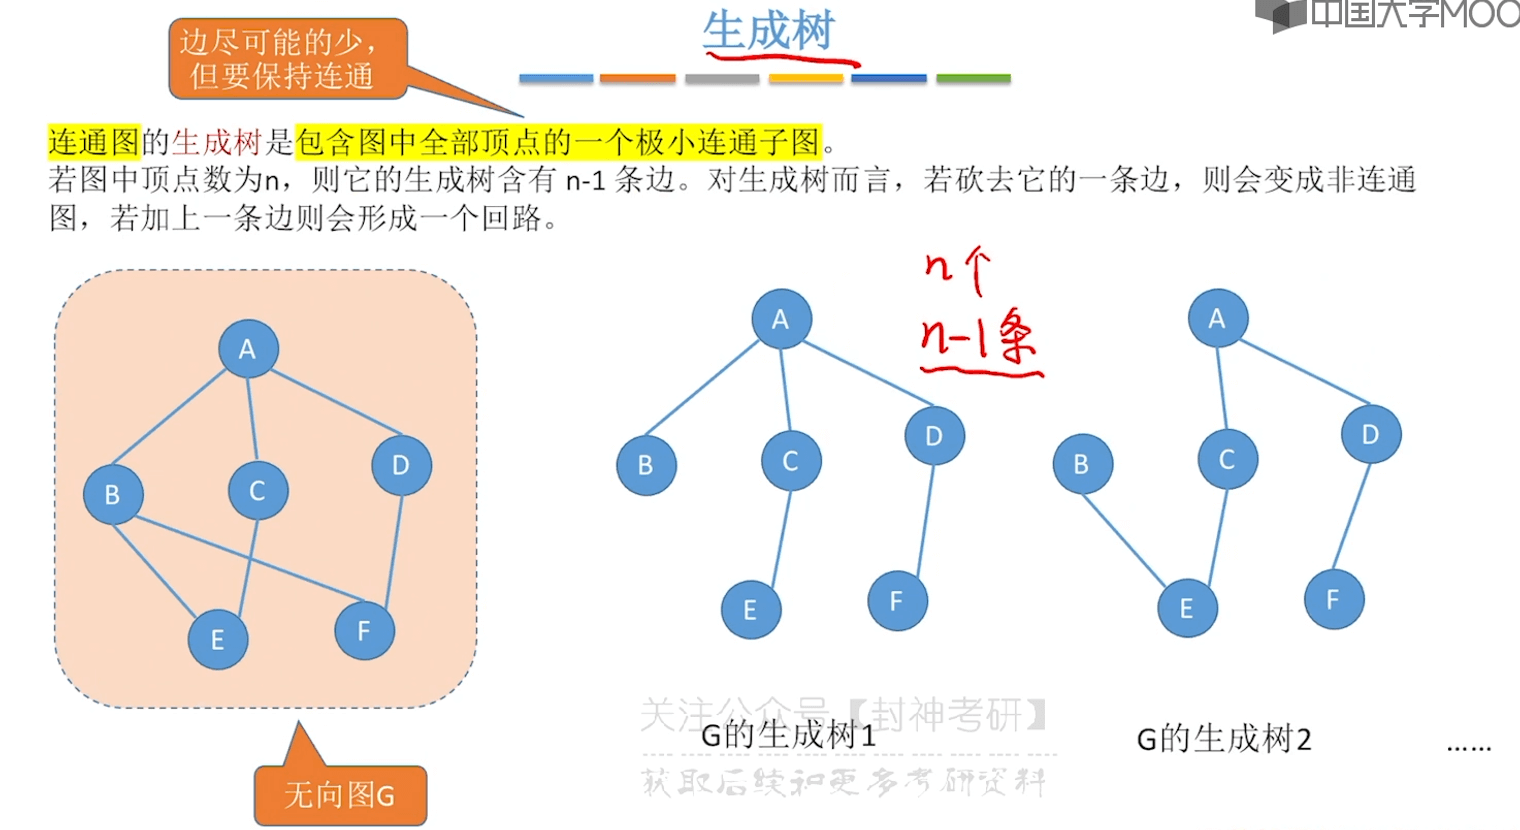 中国大学MOO
生成树
边尽可能的少，
但要保持连通
连通图的生成树是包含图中全部顶点的一个极小连通子图。
若图中顶点数为n，则它的生成树含有 n-1 条边。对生成树而言，若砍去它的一条边，则会变成非连通
图，若加上一条边则会形成一个回路。
n个
n-1条
A
B
C
D
E
F
A
B
C
D
E
F
A
B
C
D
E
F
关注公众号【封神考研】
G的生成树1
G的生成树2
……
获取后续和更多考研资料
无向图G